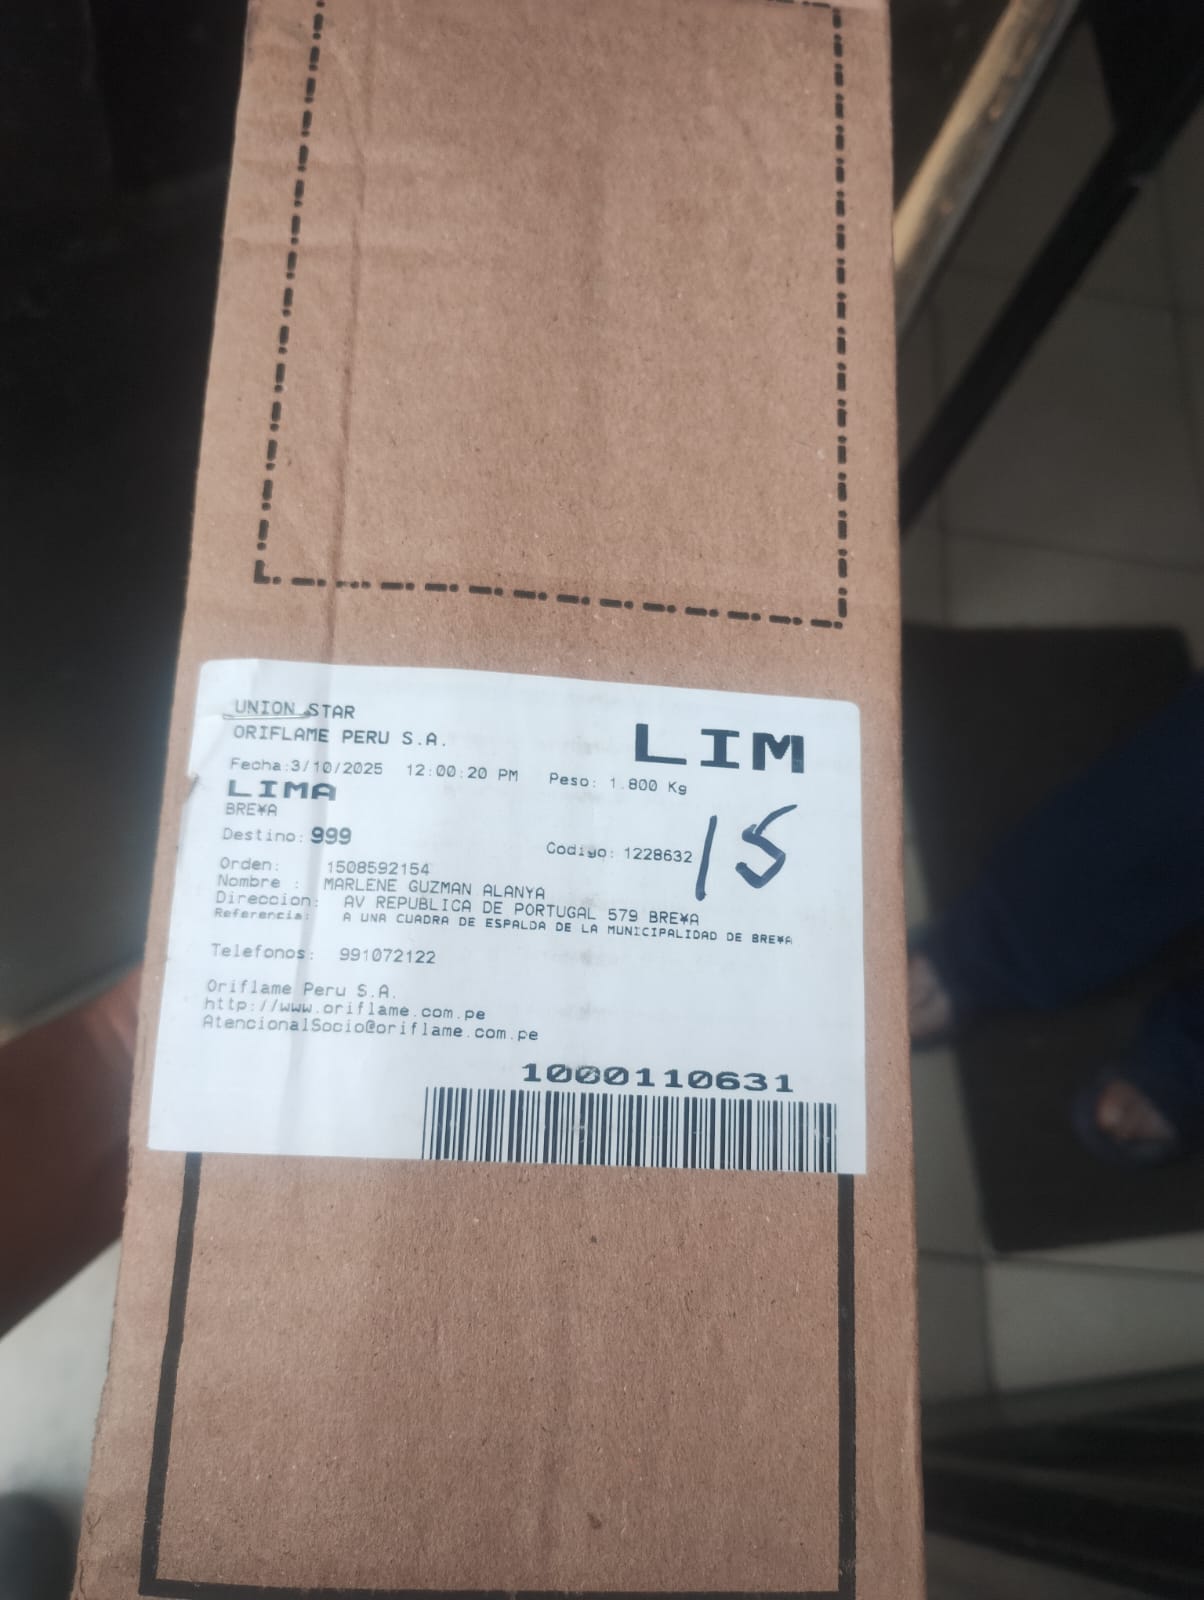 UNION STAR
ORIFLAME PERU S.A.
LIM
Fecha:3/10/2025 12:00:20 PM Peso: 1.800 Kg
LIMA
BRE¥A
Destino: 999
Codigo: 1228632
15
Orden: 1508592154
Nombre : MARLENE GUZMAN ALANYA
Direccion: AV REPUBLICA DE PORTUGAL 579 BRE¥A
Referencia: A UNA CUADRA DE ESPALDA DE LA MUNICIPALIDAD DE BRE¥A
Telefonos: 991072122
Oriflame Peru S.A.
http://www.oriflame.com.pe
AtencionalSocio@oriflame.com.pe
1000110631